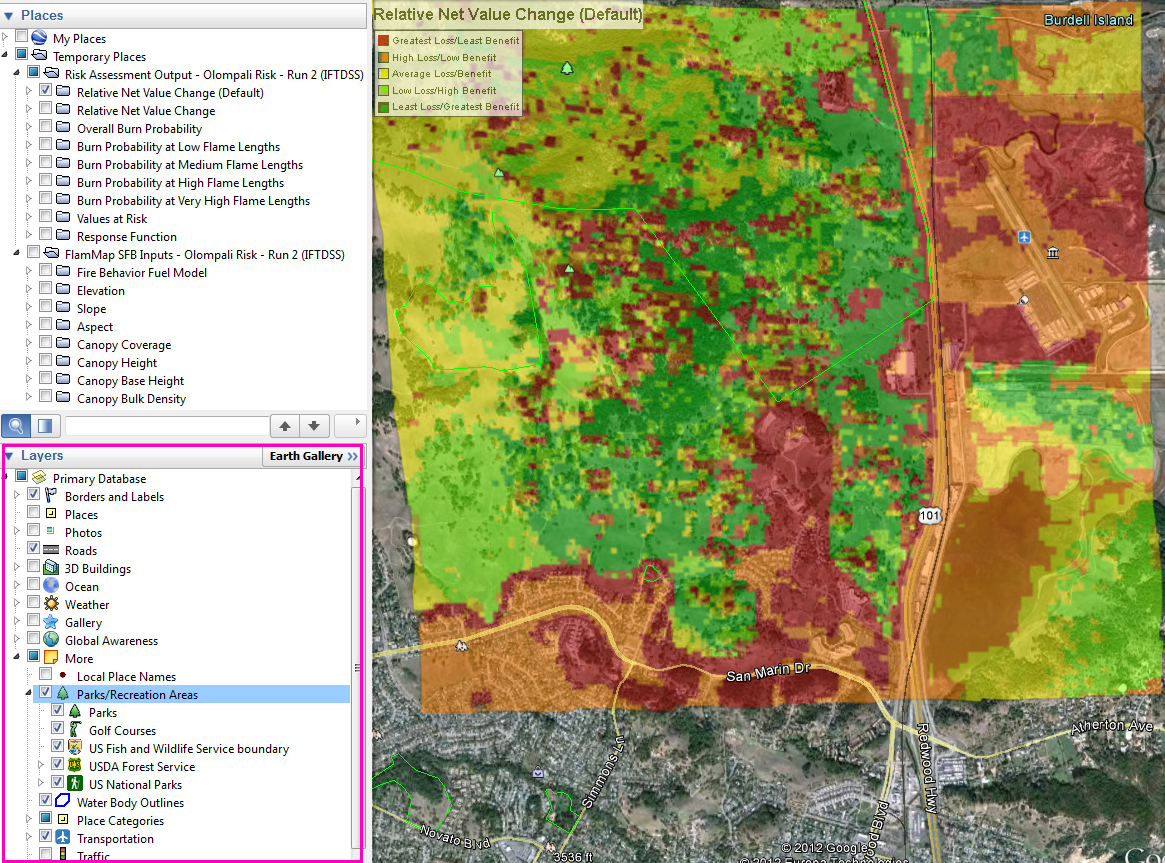 Places
My Places
Temporary Places
Risk Assessment Output - Olompali Risk - Run 2 (IFTDSS)
Relative Net Value Change (Default)
Relative Net Value Change
Overall Burn Probability
Burn Probability at Low Flame Lengths
Burn Probability at Medium Flame Lengths
Burn Probability at High Flame Lengths
Burn Probability at Very High Flame Lengths
Values at Risk
Response Function
FlamMap SFB Inputs - Olompali Risk - Run 2 (IFTDSS)
Fire Behavior Fuel Model
Elevation
Slope
Aspect
Canopy Coverage
Canopy Height
Canopy Base Height
Canopy Bulk Density
Layers
Earth Gallery »
Primary Database
Borders and Labels
Places
Photos
Roads
3D Buildings
Ocean
Weather
Gallery
Global Awareness
More
Local Place Names
Parks/Recreation Areas
Parks
Golf Courses
US Fish and Wildlife Service boundary
USDA Forest Service
US National Parks
Water Body Outlines
Place Categories
Transportation
Traffic
Relative Net Value Change (Default)
Greatest Loss/Least Benefit
High Loss/Low Benefit
Average Loss/Benefit
Low Loss/High Benefit
Least Loss/Greatest Benefit
Burdell Island
101
San Marin Dr
Atherton Ave
Redwood Hwy
Simmons Ln
Novato Blvd
ood Blvd
3536 ft
© 2012 Google
© 2012 Europa Technologies